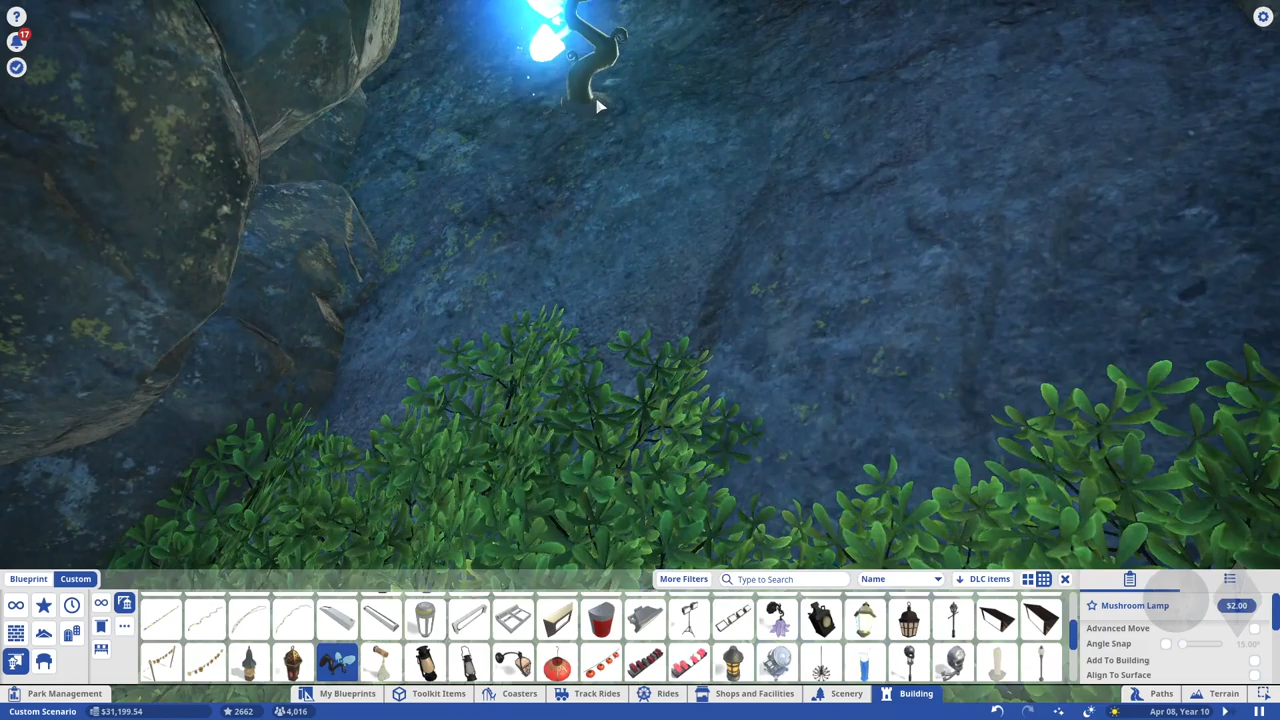 ?
17
Blueprint
Custom
More Filters
Type to Search
Name
DLC items
Mushroom Lamp
$2.00
Advanced Move
Angle Snap
15.00°
Add To Building
Align To Surface
Park Management
My Blueprints
Toolkit Items
Coasters
Track Rides
Rides
Shops and Facilities
Scenery
Building
Paths
Terrain
Custom Scenario
$31,199.54
2662
4,016
Apr 08, Year 10